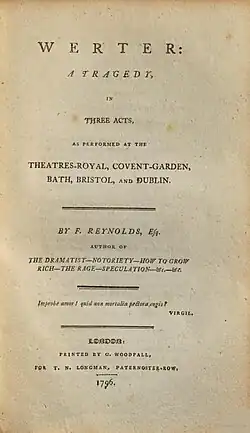 WERTER:
A TRAGEDY,
IN
THREE ACTS,
AS PERFORMED AT THE
THEATRES-ROYAL, COVENT-GARDEN,
BATH, BRISTOL, AND DUBLIN.
BY F. REYNOLDS, Esq.
AUTHOR OF
THE DRAMATIST—NOTORIETY—HOW TO GROW
RICH—THE RAGE—SPECULATION—&c.—&c.
Improbe amor! quid non mortalia pectora cogis?
VIRGIL.
LONDON:
PRINTED BY G. WOODFALL,
FOR T. N. LONGMAN, PATERNOSTER-ROW.
1796.